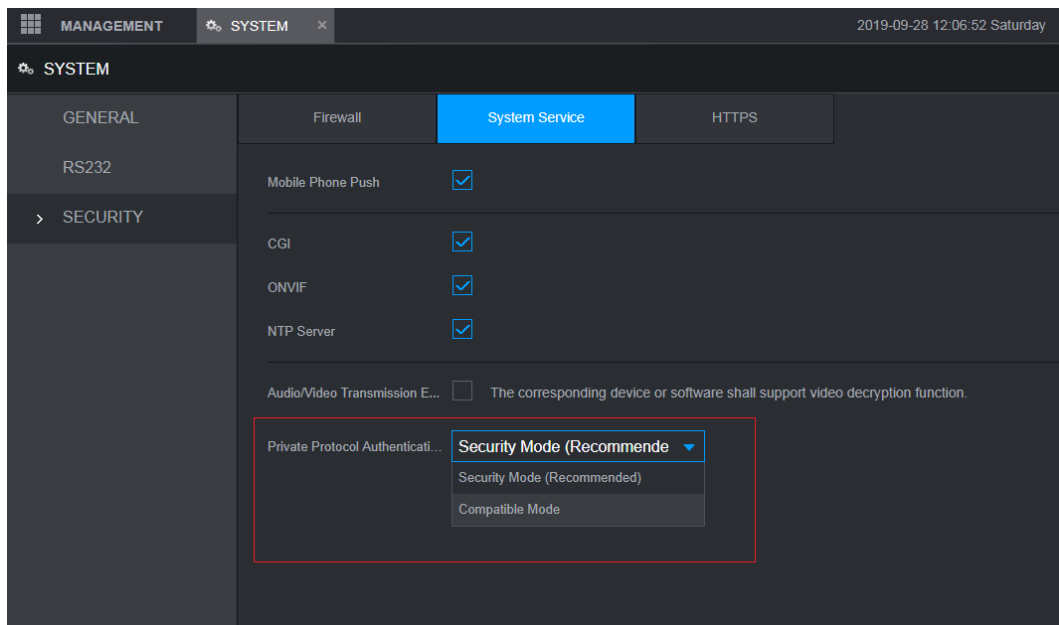 MANAGEMENT SYSTEM × 2019-09-28 12:06:52 Saturday
SYSTEM
GENERAL
RS232
SECURITY
Firewall System Service HTTPS
Mobile Phone Push
CGI
ONVIF
NTP Server
Audio/Video Transmission E... The corresponding device or software shall support video decryption function.
Private Protocol Authenticati... Security Mode (Recommende
Security Mode (Recommended)
Compatible Mode